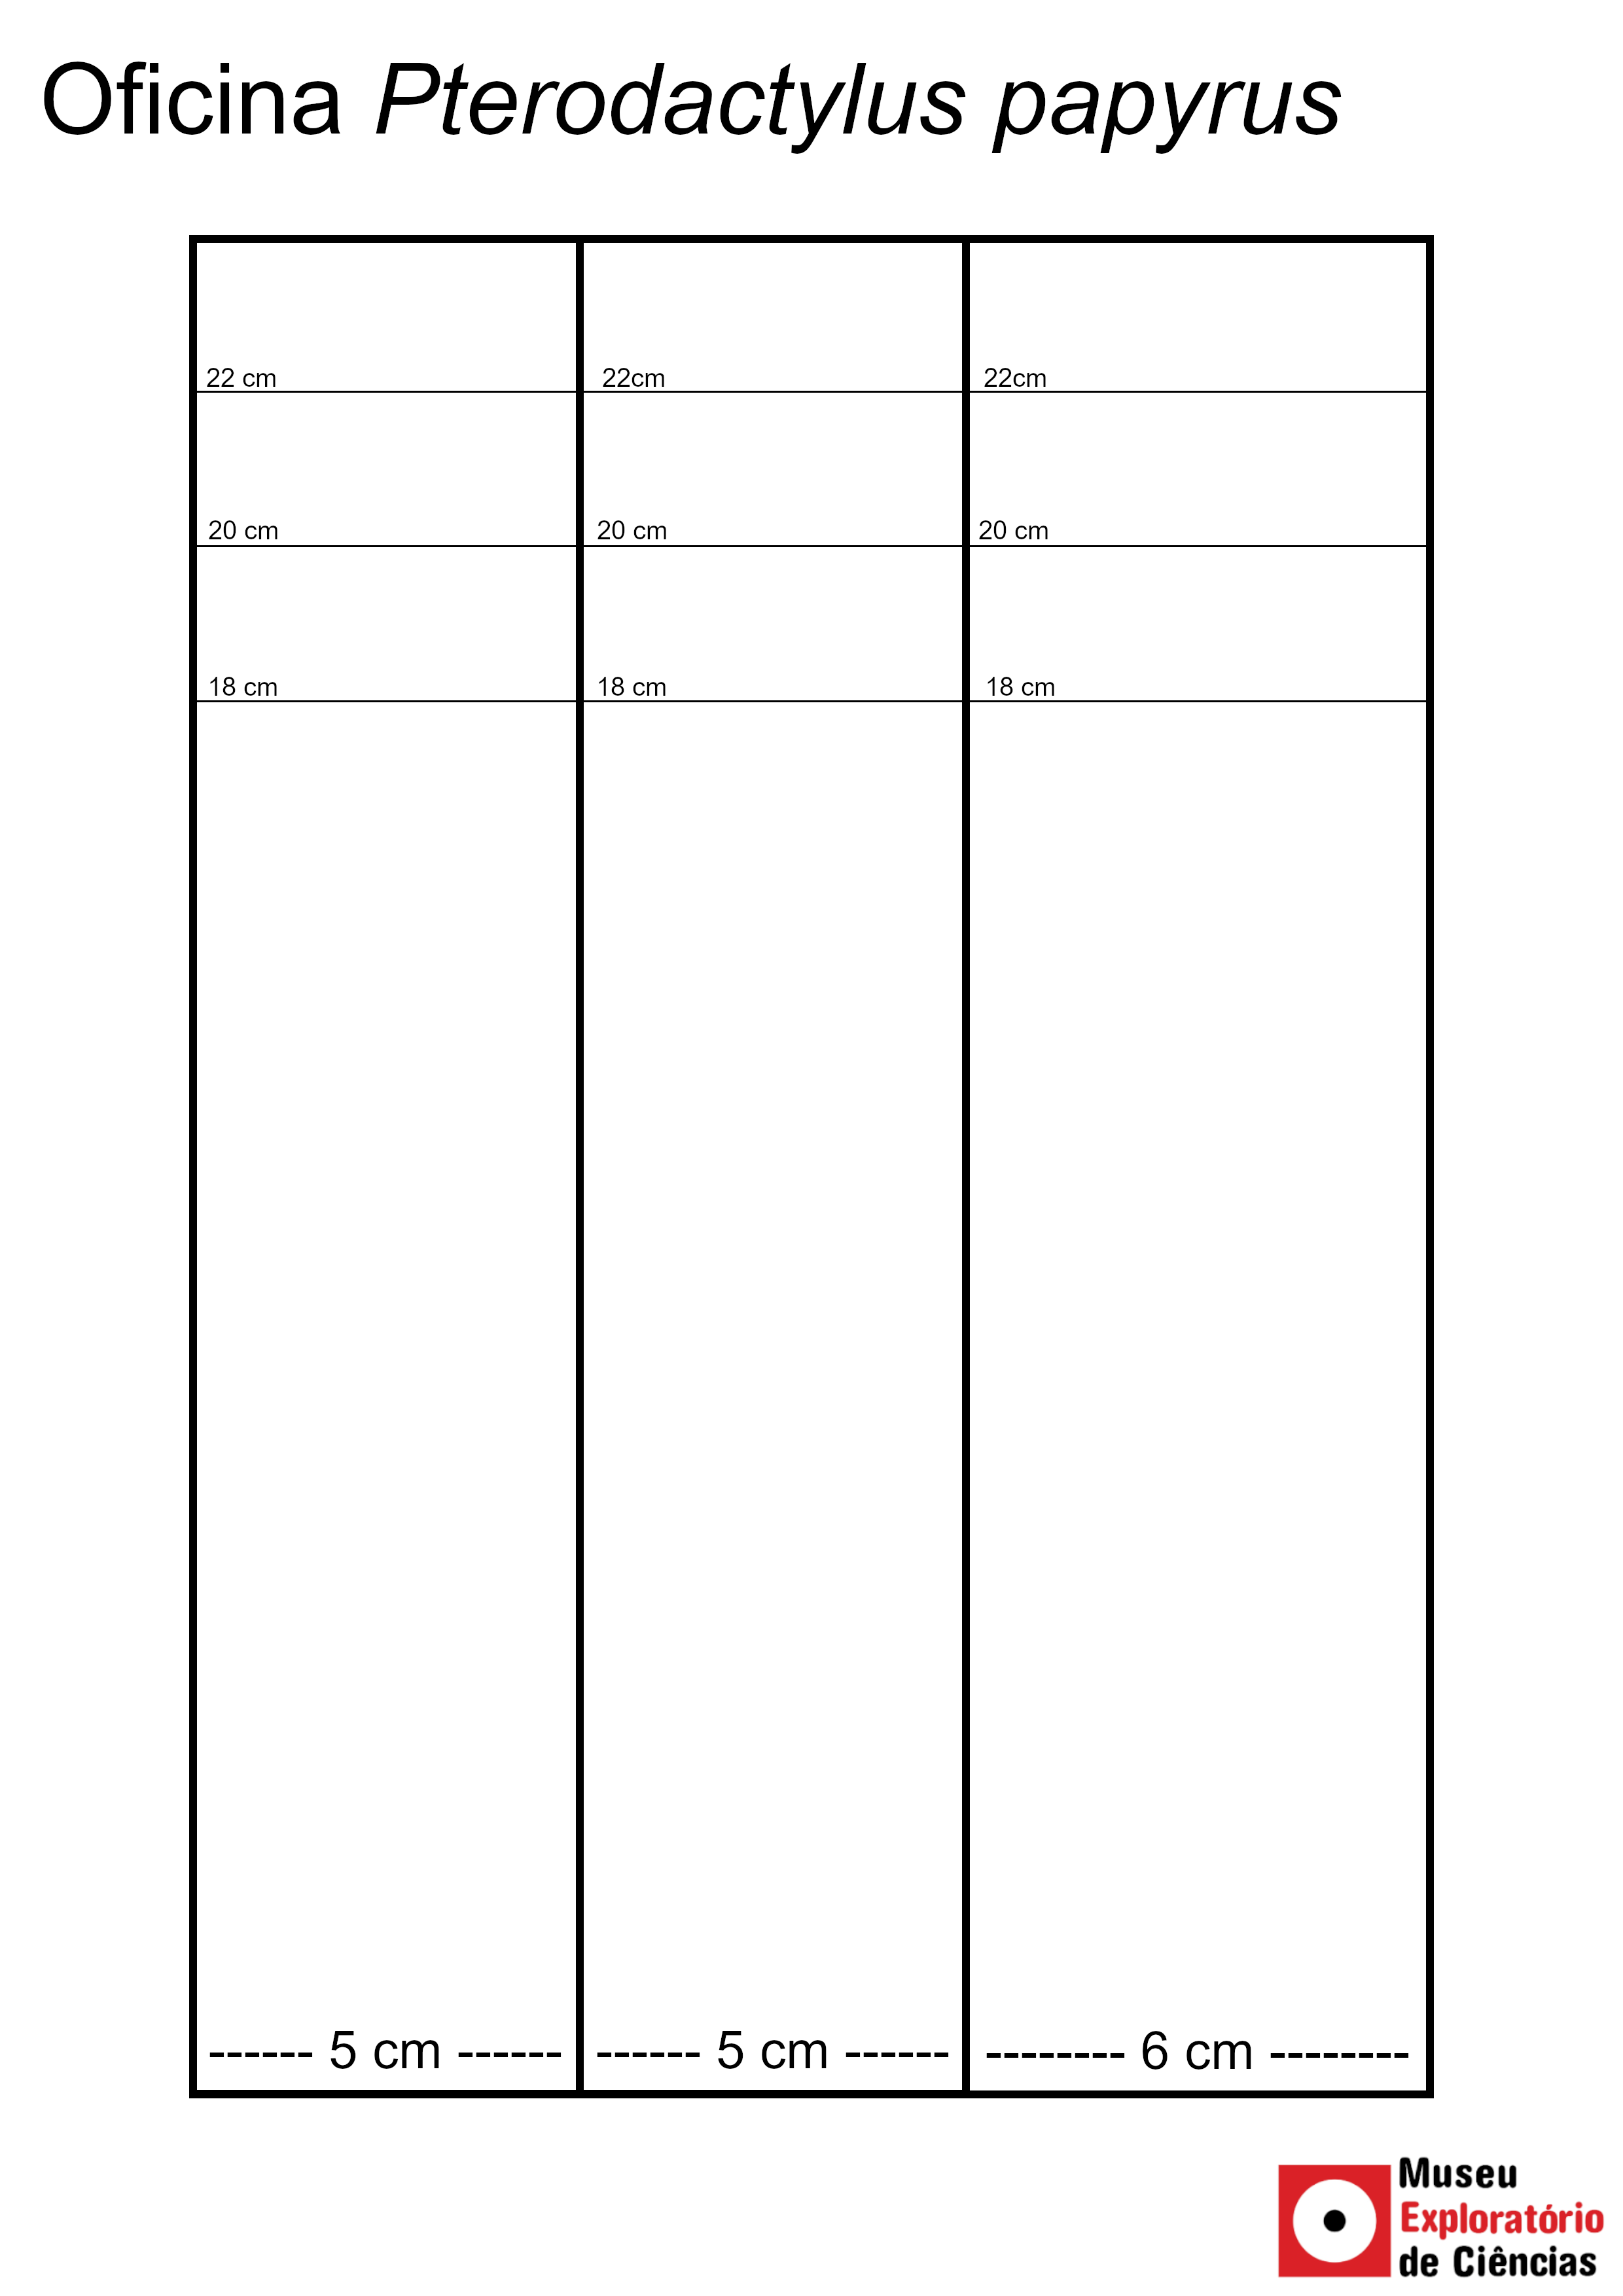 Oficina Pterodactylus papyrus
22 cm 22cm 22cm
20 cm 20 cm 20 cm
18 cm 18 cm 18 cm
------ 5 cm ------ ------ 5 cm ------ -------- 6 cm --------
Museu
Exploratório
de Ciências